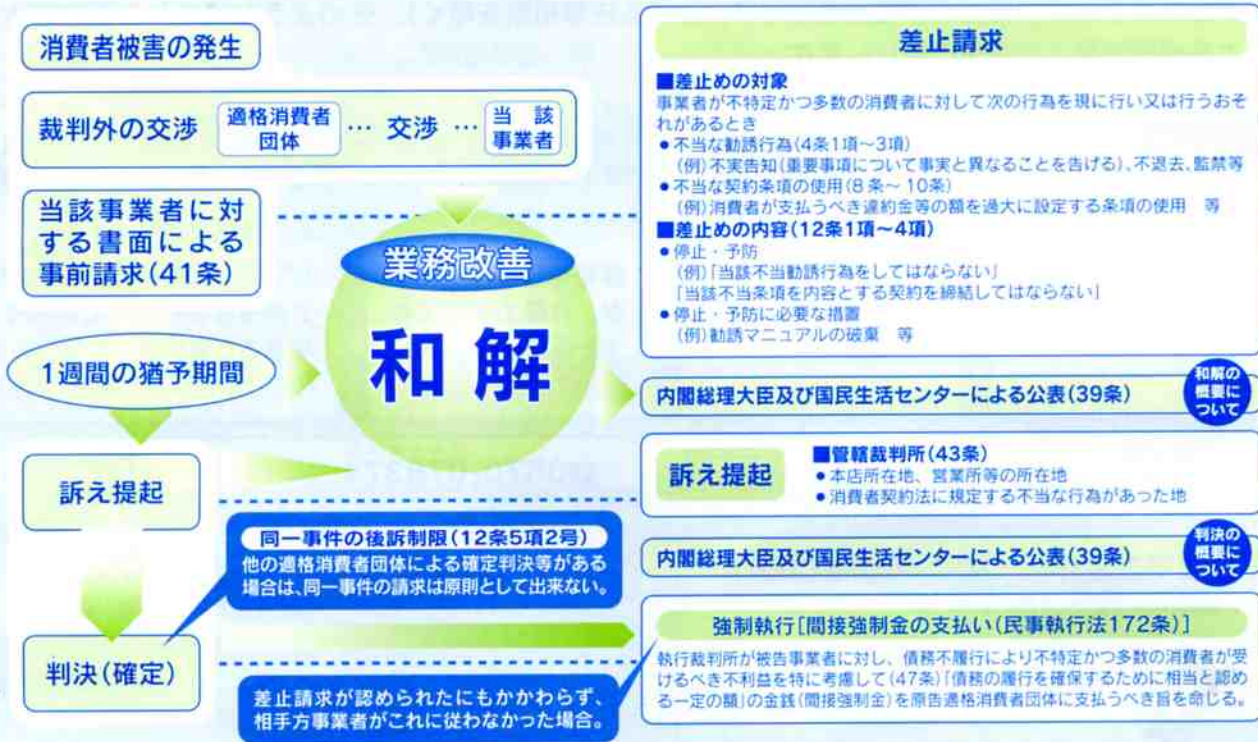 消費者被害の発生
裁判外の交渉
適格消費者
団体
… 交渉 …
当該
事業者
当該事業者に対
する書面による
事前請求(41条)
1週間の猶予期間
訴え提起
判決(確定)
業務改善
和解
同一事件の後訴制限(12条5項2号)
他の適格消費者団体による確定判決等がある
場合は、同一事件の請求は原則として出来ない。
差止請求が認められたにもかかわらず、
相手方事業者がこれに従わなかった場合。
差止請求
■差止めの対象
事業者が不特定かつ多数の消費者に対して次の行為を現に行い又は行うおそ
れがあるとき
●不当な勧誘行為(4条1項～3項)
(例)不実告知(重要事項について事実と異なることを告げる)、不退去、監禁等
●不当な契約条項の使用(8条～10条)
(例)消費者が支払うべき違約金等の額を過大に設定する条項の使用 等
■差止めの内容(12条1項～4項)
●停止・予防
(例)「当該不当勧誘行為をしてはならない」
「当該不当条項を内容とする契約を締結してはならない」
●停止・予防に必要な措置
(例)勧誘マニュアルの破棄 等
内閣総理大臣及び国民生活センターによる公表(39条)
和解の
概要に
ついて
訴え提起
■管轄裁判所(43条)
●本店所在地、営業所等の所在地
●消費者契約法に規定する不当な行為があった地
内閣総理大臣及び国民生活センターによる公表(39条)
判決の
概要に
ついて
強制執行[間接強制金の支払い(民事執行法172条)]
執行裁判所が被告事業者に対し、債務不履行により不特定かつ多数の消費者が受
けるべき不利益を特に考慮して(47条)「債務の履行を確保するために相当と認め
る一定の額」の金銭(間接強制金)を原告適格消費者団体に支払うべき旨を命じる。